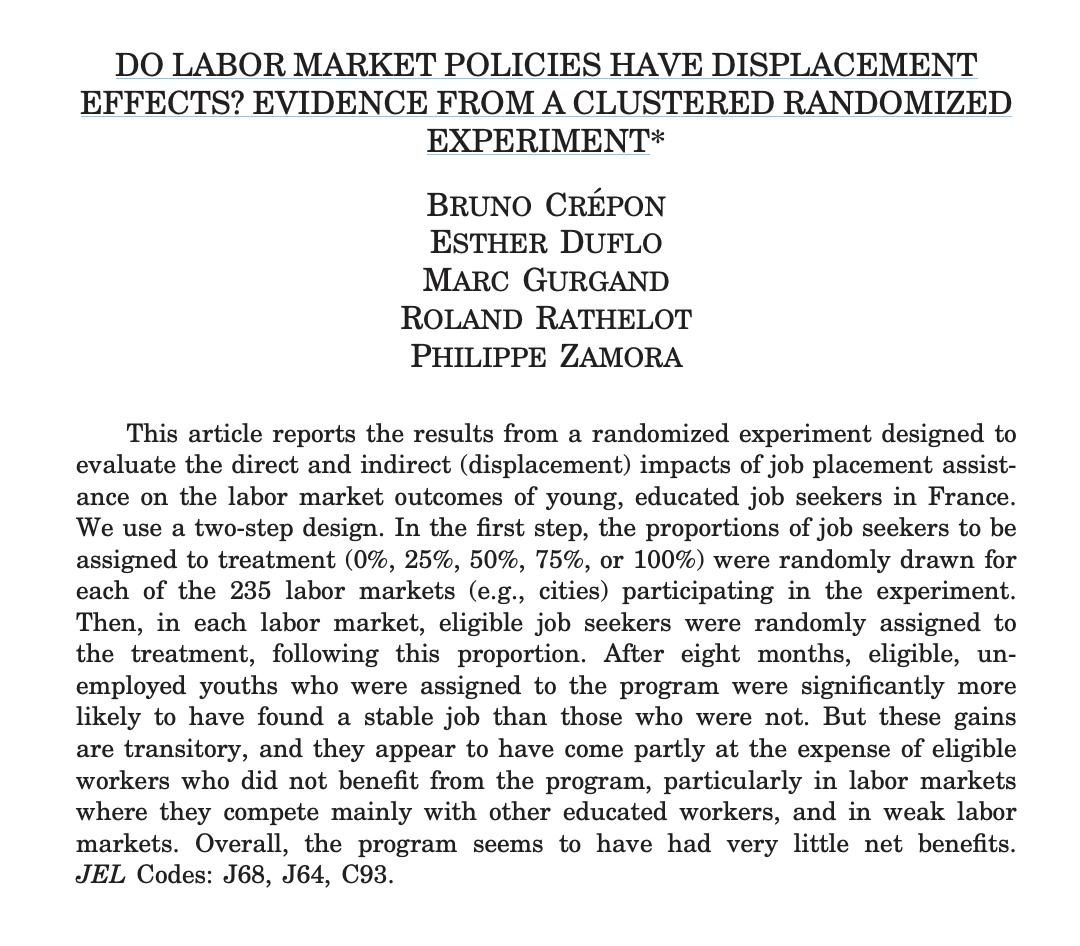 DO LABOR MARKET POLICIES HAVE DISPLACEMENT
EFFECTS? EVIDENCE FROM A CLUSTERED RANDOMIZED
EXPERIMENT*
BRUNO CRÉPON
ESTHER DUFLO
MARC GURGAND
ROLAND RATHELOT
PHILIPPE ZAMORA
This article reports the results from a randomized experiment designed to
evaluate the direct and indirect (displacement) impacts of job placement assist-
ance on the labor market outcomes of young, educated job seekers in France.
We use a two-step design. In the first step, the proportions of job seekers to be
assigned to treatment (0%, 25%, 50%, 75%, or 100%) were randomly drawn for
each of the 235 labor markets (e.g., cities) participating in the experiment.
Then, in each labor market, eligible job seekers were randomly assigned to
the treatment, following this proportion. After eight months, eligible, un-
employed youths who were assigned to the program were significantly more
likely to have found a stable job than those who were not. But these gains
are transitory, and they appear to have come partly at the expense of eligible
workers who did not benefit from the program, particularly in labor markets
where they compete mainly with other educated workers, and in weak labor
markets. Overall, the program seems to have had very little net benefits.
JEL Codes: J68, J64, C93.